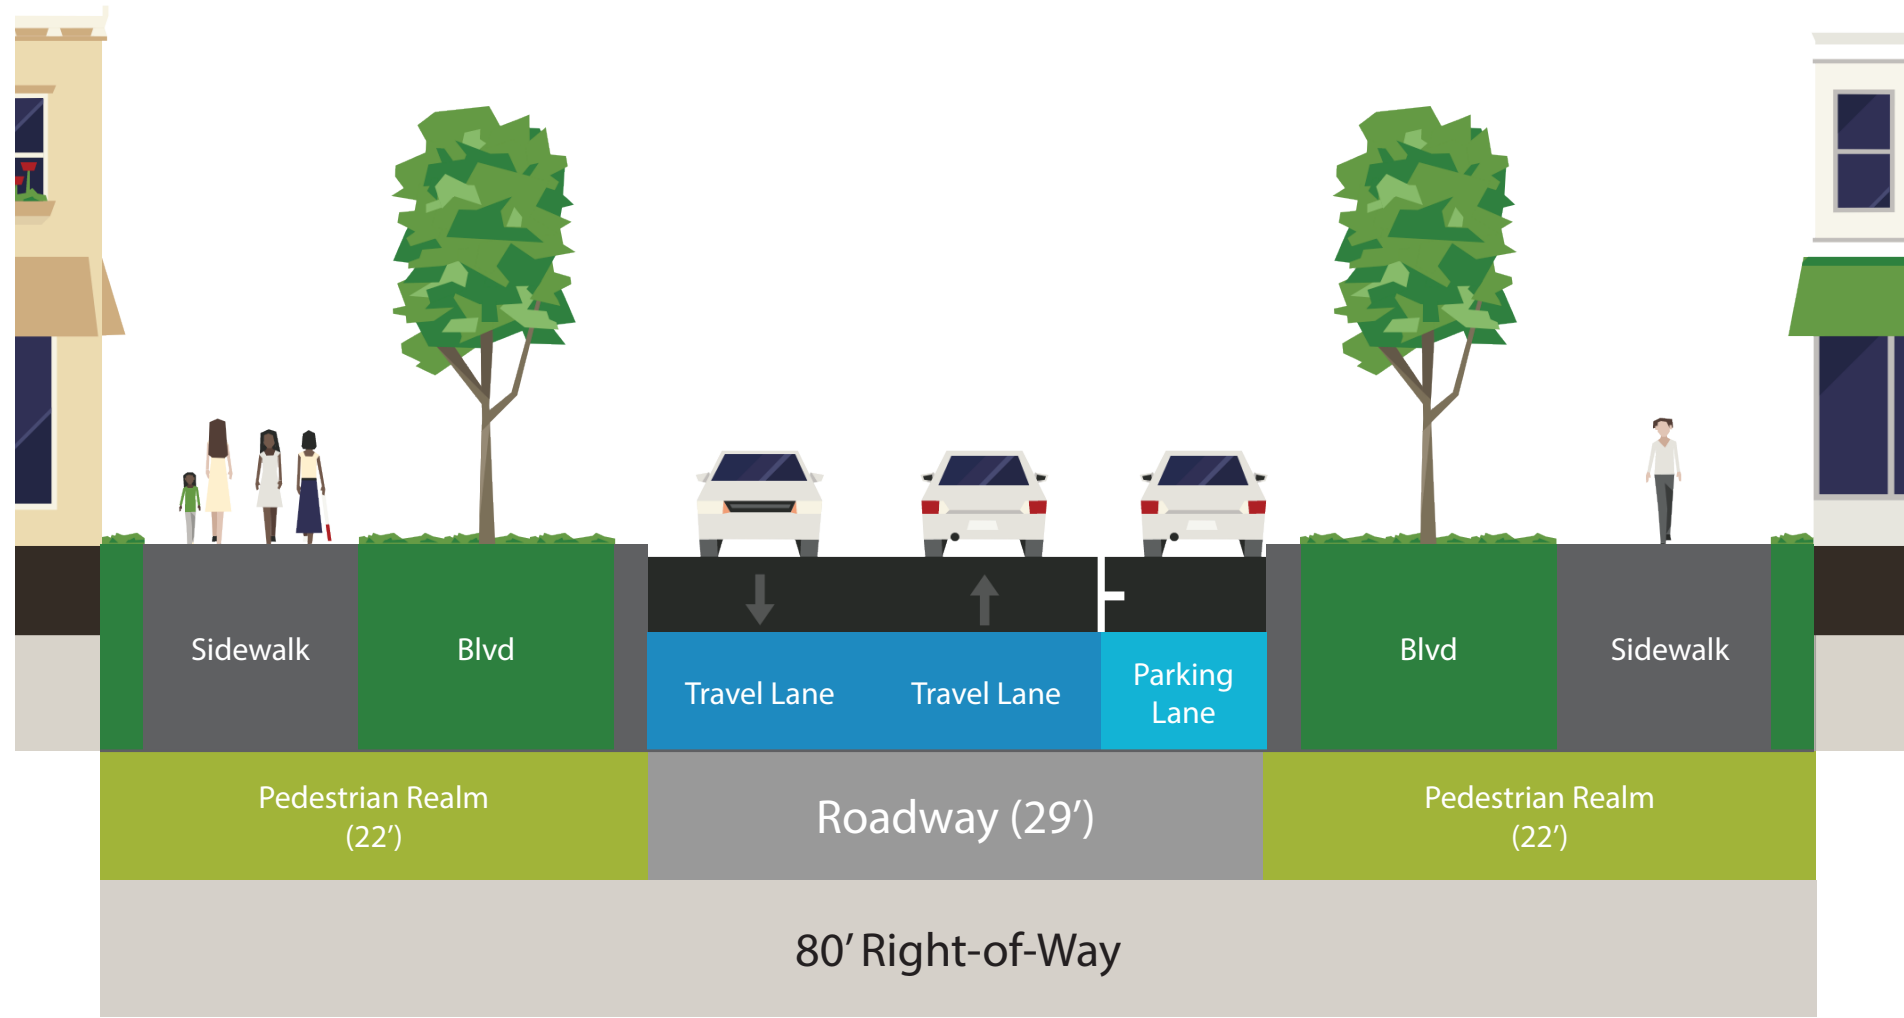 Sidewalk
Blvd
Travel Lane
Travel Lane
Parking
Lane
Blvd
Sidewalk
Pedestrian Realm
(22′)
Roadway (29′)
Pedestrian Realm
(22′)
80′ Right-of-Way